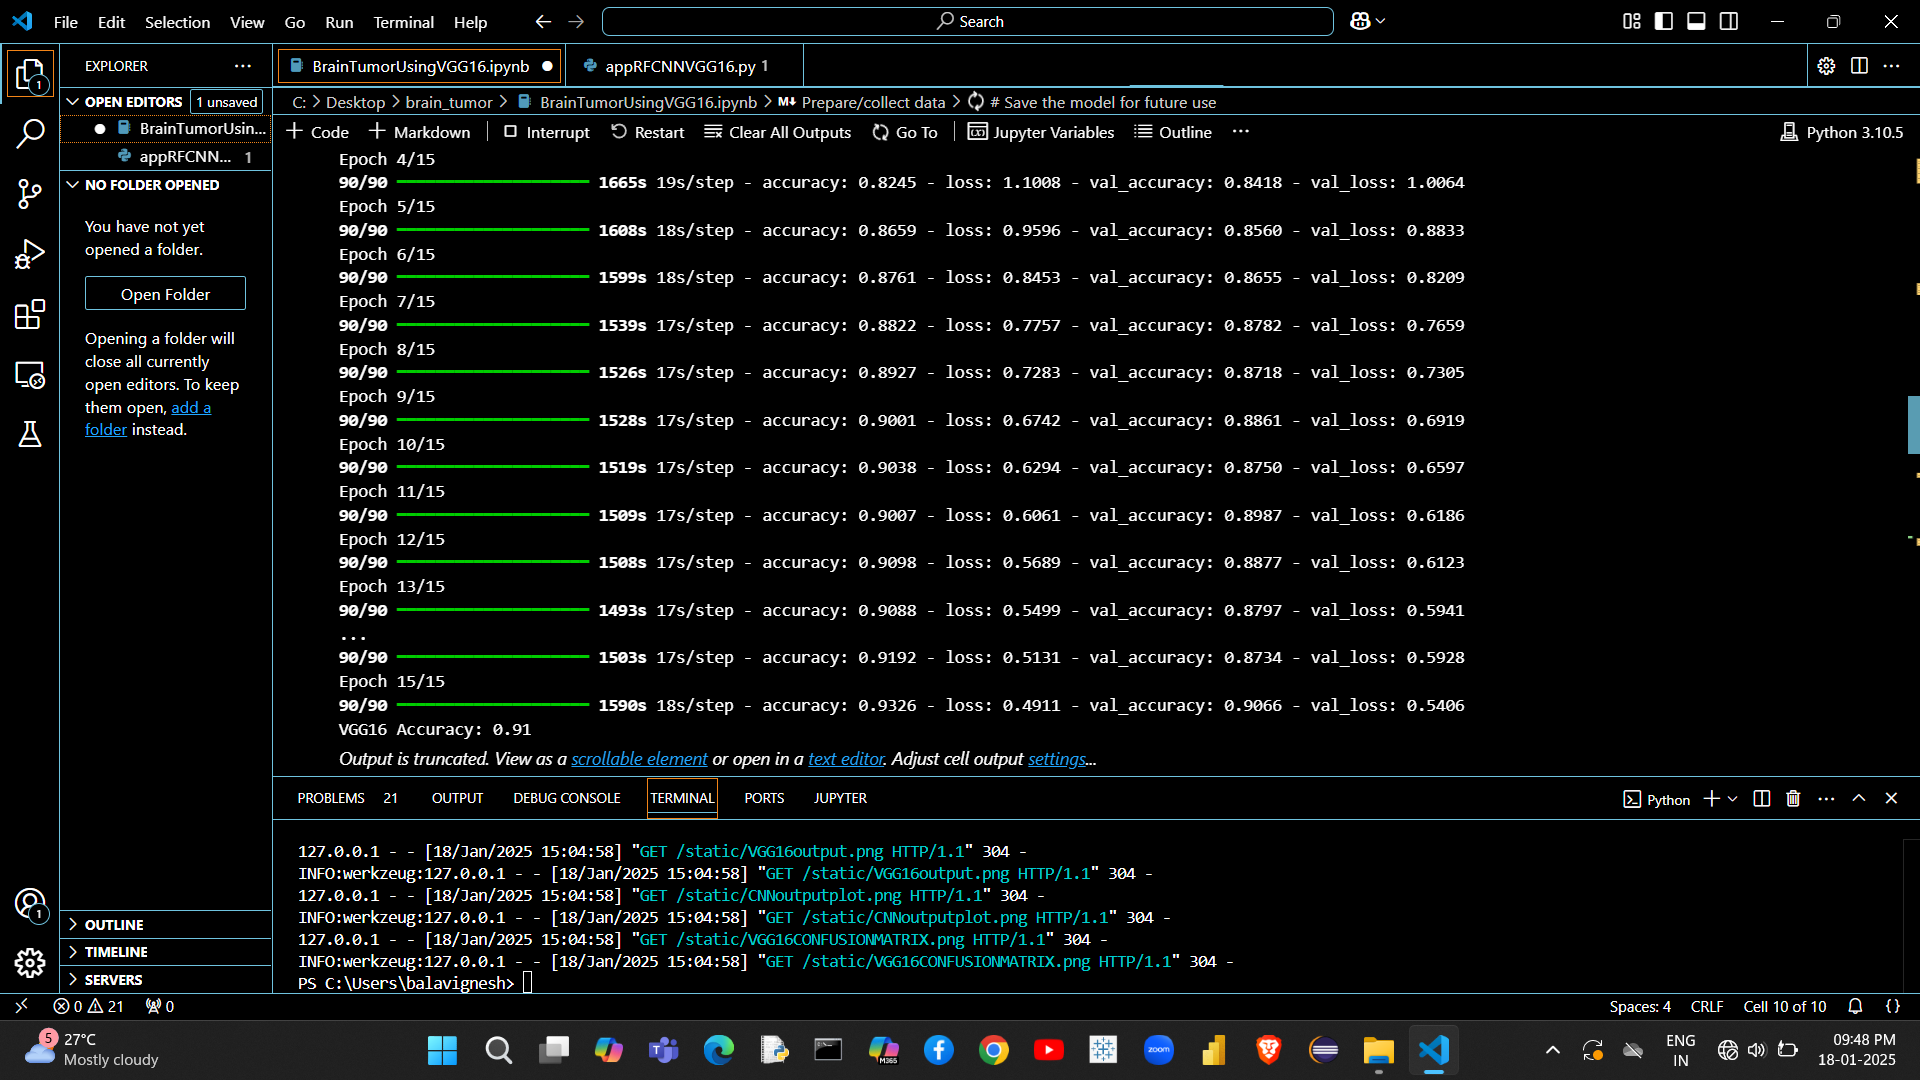 File Edit Selection View Go Run Terminal Help
Search
EXPLORER
1
OPEN EDITORS 1 unsaved
BrainTumorUsin...
appRFCNN... 1
NO FOLDER OPENED
You have not yet
opened a folder.
Open Folder
Opening a folder will
close all currently
open editors. To keep
them open, add a
folder instead.
1
OUTLINE
TIMELINE
SERVERS
BrainTumorUsingVGG16.ipynb
appRFCNNVGG16.py 1
C: > Desktop > brain_tumor > BrainTumorUsingVGG16.ipynb > M↓ Prepare/collect data > # Save the model for future use
+ Code + Markdown Interrupt Restart Clear All Outputs Go To Jupyter Variables Outline ... Python 3.10.5
Epoch 4/15
90/90 ━━━━━━━━━━━━━━━━━━━━ 1665s 19s/step - accuracy: 0.8245 - loss: 1.1008 - val_accuracy: 0.8418 - val_loss: 1.0064
Epoch 5/15
90/90 ━━━━━━━━━━━━━━━━━━━━ 1608s 18s/step - accuracy: 0.8659 - loss: 0.9596 - val_accuracy: 0.8560 - val_loss: 0.8833
Epoch 6/15
90/90 ━━━━━━━━━━━━━━━━━━━━ 1599s 18s/step - accuracy: 0.8761 - loss: 0.8453 - val_accuracy: 0.8655 - val_loss: 0.8209
Epoch 7/15
90/90 ━━━━━━━━━━━━━━━━━━━━ 1539s 17s/step - accuracy: 0.8822 - loss: 0.7757 - val_accuracy: 0.8782 - val_loss: 0.7659
Epoch 8/15
90/90 ━━━━━━━━━━━━━━━━━━━━ 1526s 17s/step - accuracy: 0.8927 - loss: 0.7283 - val_accuracy: 0.8718 - val_loss: 0.7305
Epoch 9/15
90/90 ━━━━━━━━━━━━━━━━━━━━ 1528s 17s/step - accuracy: 0.9001 - loss: 0.6742 - val_accuracy: 0.8861 - val_loss: 0.6919
Epoch 10/15
90/90 ━━━━━━━━━━━━━━━━━━━━ 1519s 17s/step - accuracy: 0.9038 - loss: 0.6294 - val_accuracy: 0.8750 - val_loss: 0.6597
Epoch 11/15
90/90 ━━━━━━━━━━━━━━━━━━━━ 1509s 17s/step - accuracy: 0.9007 - loss: 0.6061 - val_accuracy: 0.8987 - val_loss: 0.6186
Epoch 12/15
90/90 ━━━━━━━━━━━━━━━━━━━━ 1508s 17s/step - accuracy: 0.9098 - loss: 0.5689 - val_accuracy: 0.8877 - val_loss: 0.6123
Epoch 13/15
90/90 ━━━━━━━━━━━━━━━━━━━━ 1493s 17s/step - accuracy: 0.9088 - loss: 0.5499 - val_accuracy: 0.8797 - val_loss: 0.5941
...
90/90 ━━━━━━━━━━━━━━━━━━━━ 1503s 17s/step - accuracy: 0.9192 - loss: 0.5131 - val_accuracy: 0.8734 - val_loss: 0.5928
Epoch 15/15
90/90 ━━━━━━━━━━━━━━━━━━━━ 1590s 18s/step - accuracy: 0.9326 - loss: 0.4911 - val_accuracy: 0.9066 - val_loss: 0.5406
VGG16 Accuracy: 0.91
Output is truncated. View as a scrollable element or open in a text editor. Adjust cell output settings...
PROBLEMS 21 OUTPUT DEBUG CONSOLE TERMINAL PORTS JUPYTER Python
127.0.0.1 - - [18/Jan/2025 15:04:58] "GET /static/VGG16output.png HTTP/1.1" 304 -
INFO:werkzeug:127.0.0.1 - - [18/Jan/2025 15:04:58] "GET /static/VGG16output.png HTTP/1.1" 304 -
127.0.0.1 - - [18/Jan/2025 15:04:58] "GET /static/CNNoutputplot.png HTTP/1.1" 304 -
INFO:werkzeug:127.0.0.1 - - [18/Jan/2025 15:04:58] "GET /static/CNNoutputplot.png HTTP/1.1" 304 -
127.0.0.1 - - [18/Jan/2025 15:04:58] "GET /static/VGG16CONFUSIONMATRIX.png HTTP/1.1" 304 -
INFO:werkzeug:127.0.0.1 - - [18/Jan/2025 15:04:58] "GET /static/VGG16CONFUSIONMATRIX.png HTTP/1.1" 304 -
PS C:\Users\balavignesh>
0 21 0 Spaces: 4 CRLF Cell 10 of 10 {}
5
27°C
Mostly cloudy
M365
zoom
ENG
IN
09:48 PM
18-01-2025